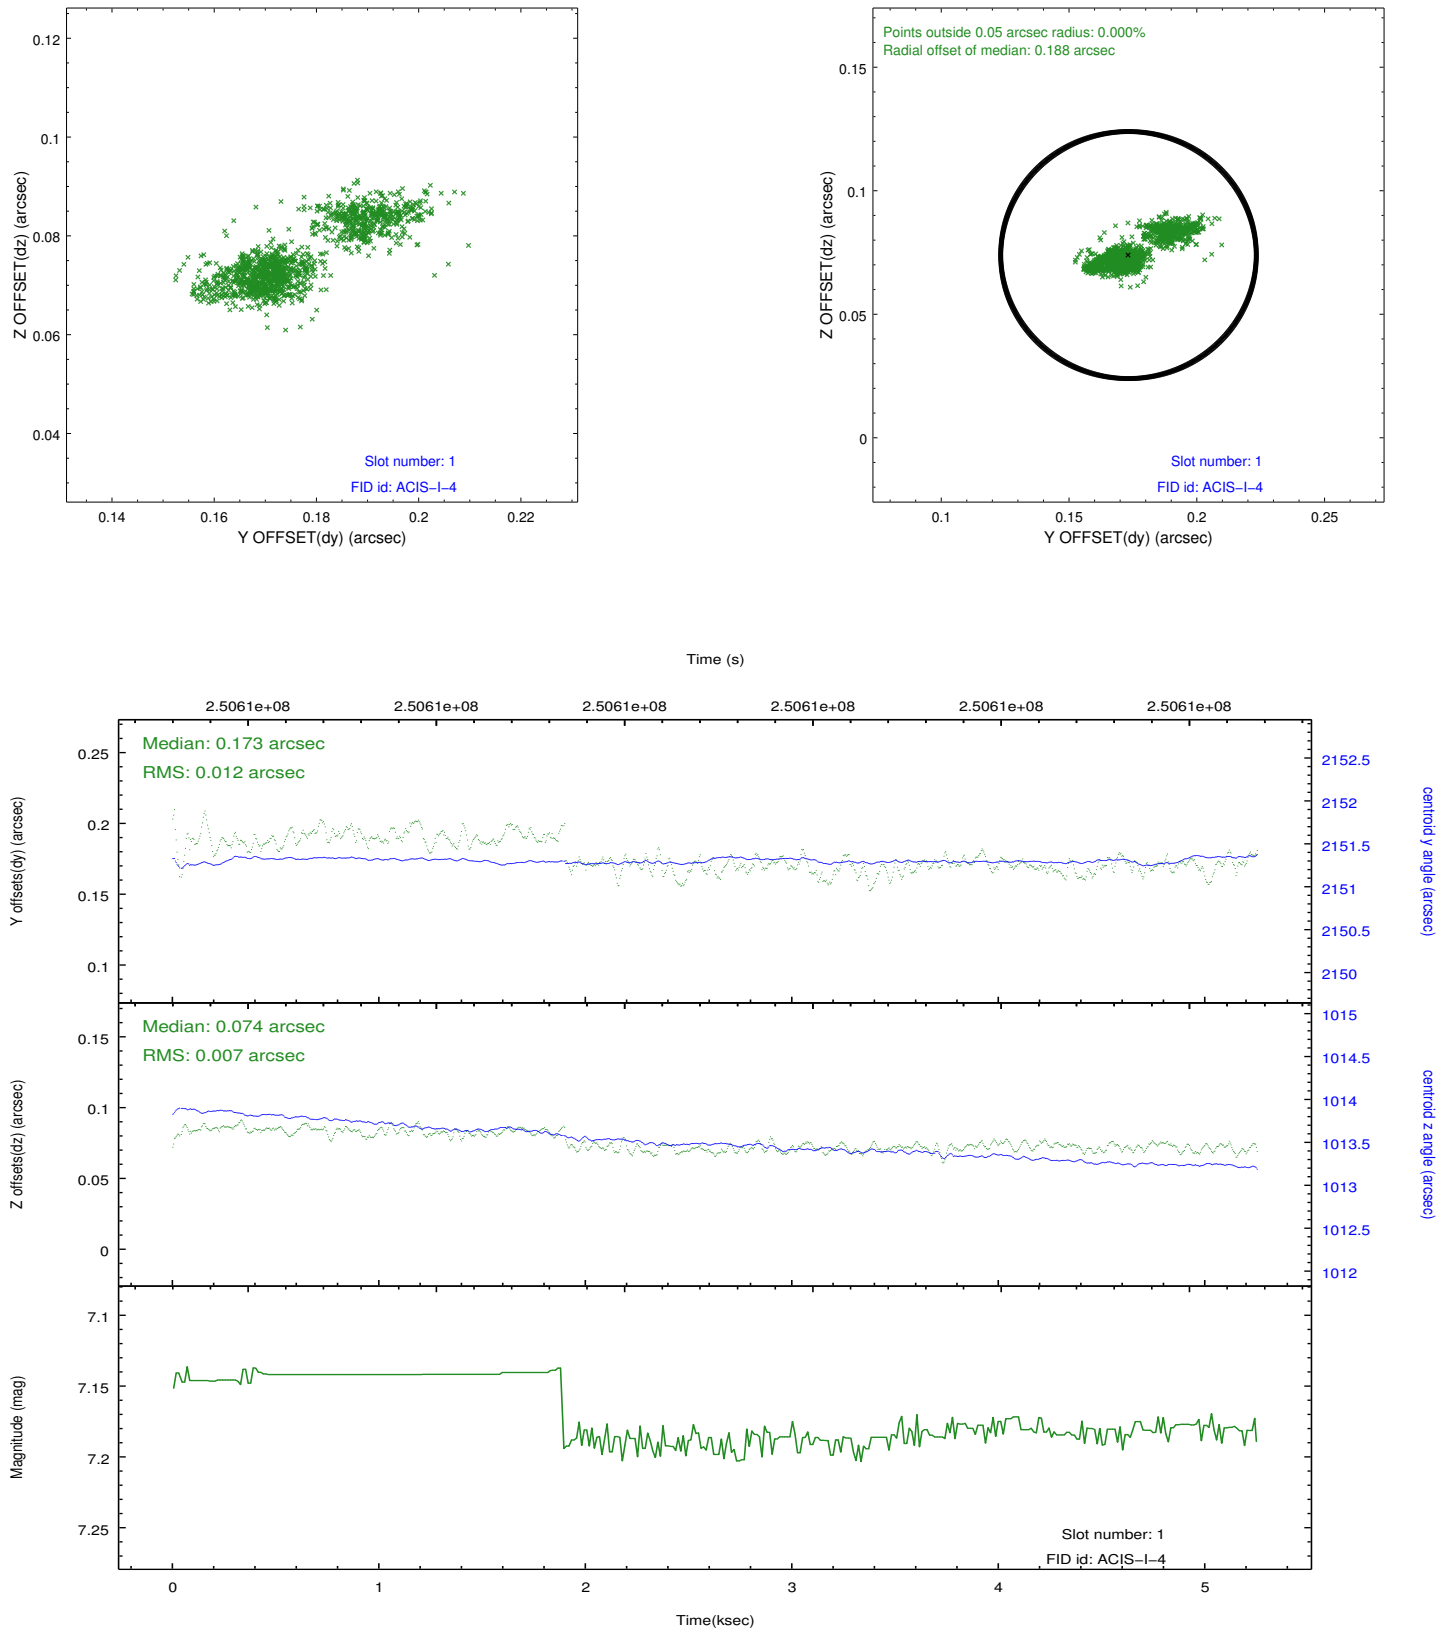 0.12
0.1
0.08
0.06
0.04
Z OFFSET(dz) (arcsec)
Slot number: 1
FID id: ACIS−I−4
0.14 0.16 0.18 0.2 0.22
Y OFFSET(dy) (arcsec)
Points outside 0.05 arcsec radius: 0.000%
Radial offset of median: 0.188 arcsec
0.15
0.1
0.05
0
Z OFFSET(dz) (arcsec)
Slot number: 1
FID id: ACIS−I−4
0.1 0.15 0.2 0.25
Y OFFSET(dy) (arcsec)
Time (s)
2.5061e+08 2.5061e+08 2.5061e+08 2.5061e+08 2.5061e+08 2.5061e+08
Median: 0.173 arcsec
RMS: 0.012 arcsec
0.25
0.2
0.15
0.1
Y offsets(dy) (arcsec)
2152.5
2152
2151.5
2151
2150.5
2150
centroid y angle (arcsec)
Median: 0.074 arcsec
RMS: 0.007 arcsec
0.15
0.1
0.05
0
Z offsets(dz) (arcsec)
1015
1014.5
1014
1013.5
1013
1012.5
1012
centroid z angle (arcsec)
7.1
7.15
7.2
7.25
Magnitude (mag)
Slot number: 1
FID id: ACIS−I−4
0 1 2 3 4 5
Time(ksec)